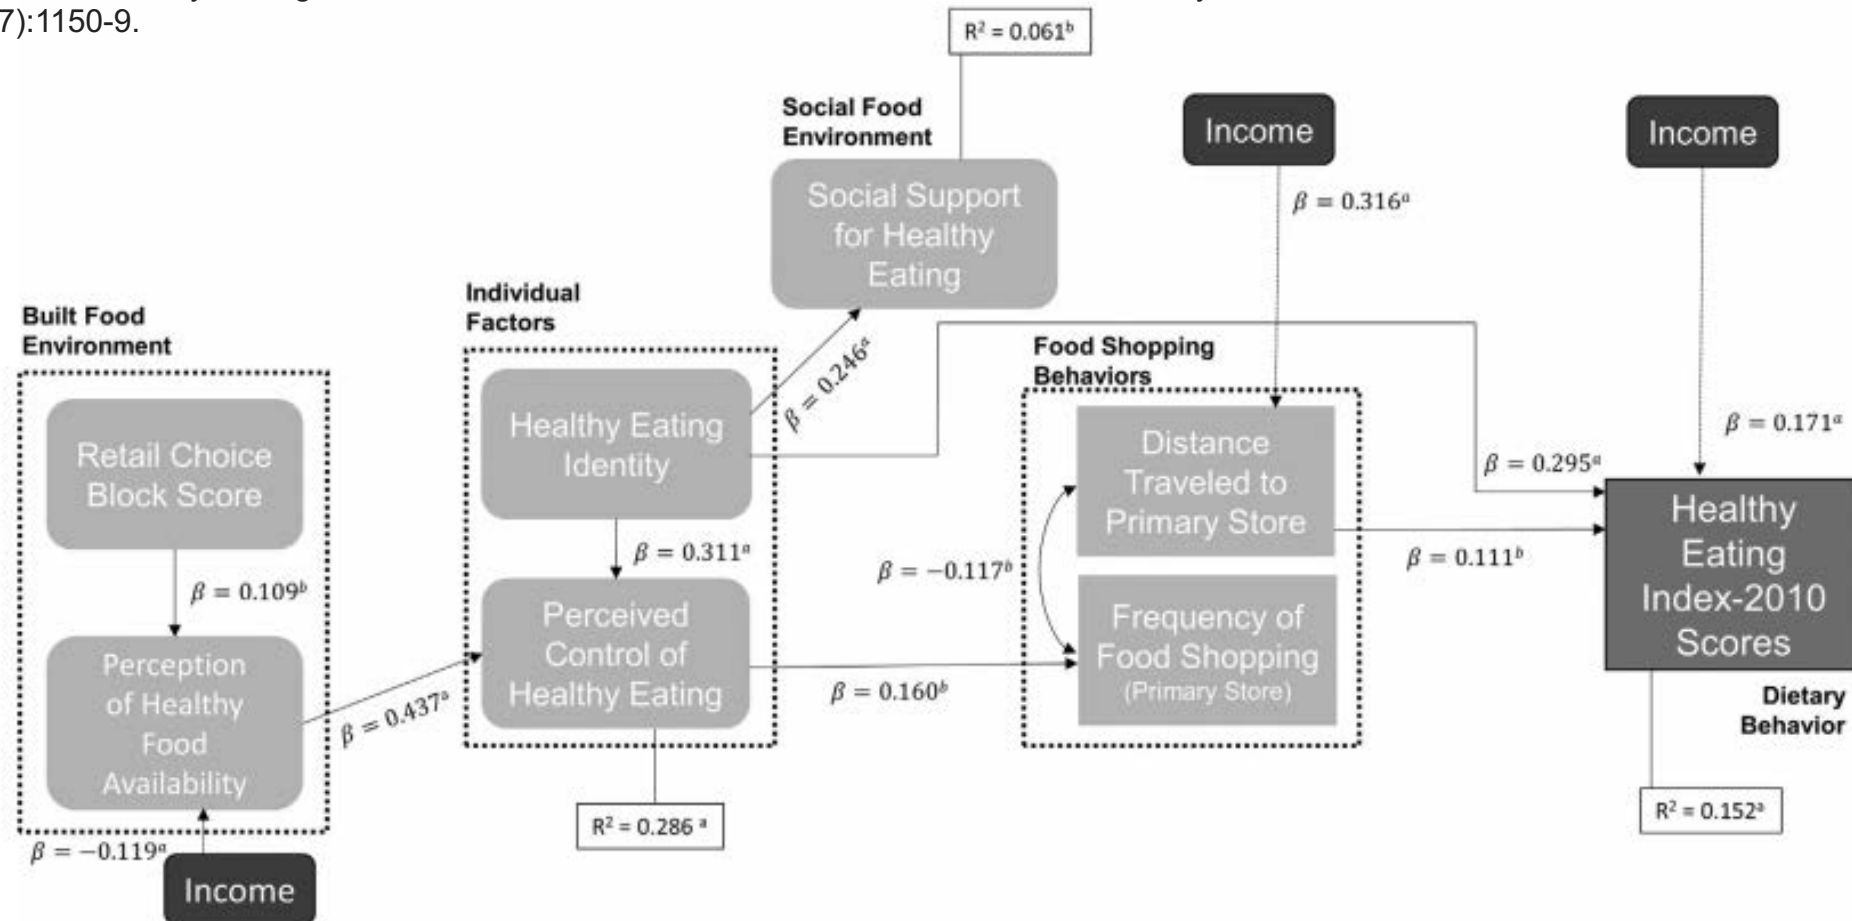 7):1150-9.
R² = 0.061ᵇ
Social Food
Environment
Social Support
for Healthy
Eating
Income
β = 0.316ᵃ
Income
β = 0.171ᵃ
Built Food
Environment
Retail Choice
Block Score
β = 0.109ᵇ
Perception
of Healthy
Food
Availability
β = −0.119ᵃ
Income
β = 0.437ᵃ
Individual
Factors
Healthy Eating
Identity
β = 0.246ᵃ
β = 0.311ᵃ
Perceived
Control of
Healthy Eating
R² = 0.286 ᵃ
β = 0.160ᵇ
Food Shopping
Behaviors
Distance
Traveled to
Primary Store
β = −0.117ᵇ
Frequency of
Food Shopping
(Primary Store)
β = 0.295ᵃ
β = 0.111ᵇ
Healthy
Eating
Index-2010
Scores
Dietary
Behavior
R² = 0.152ᵃ